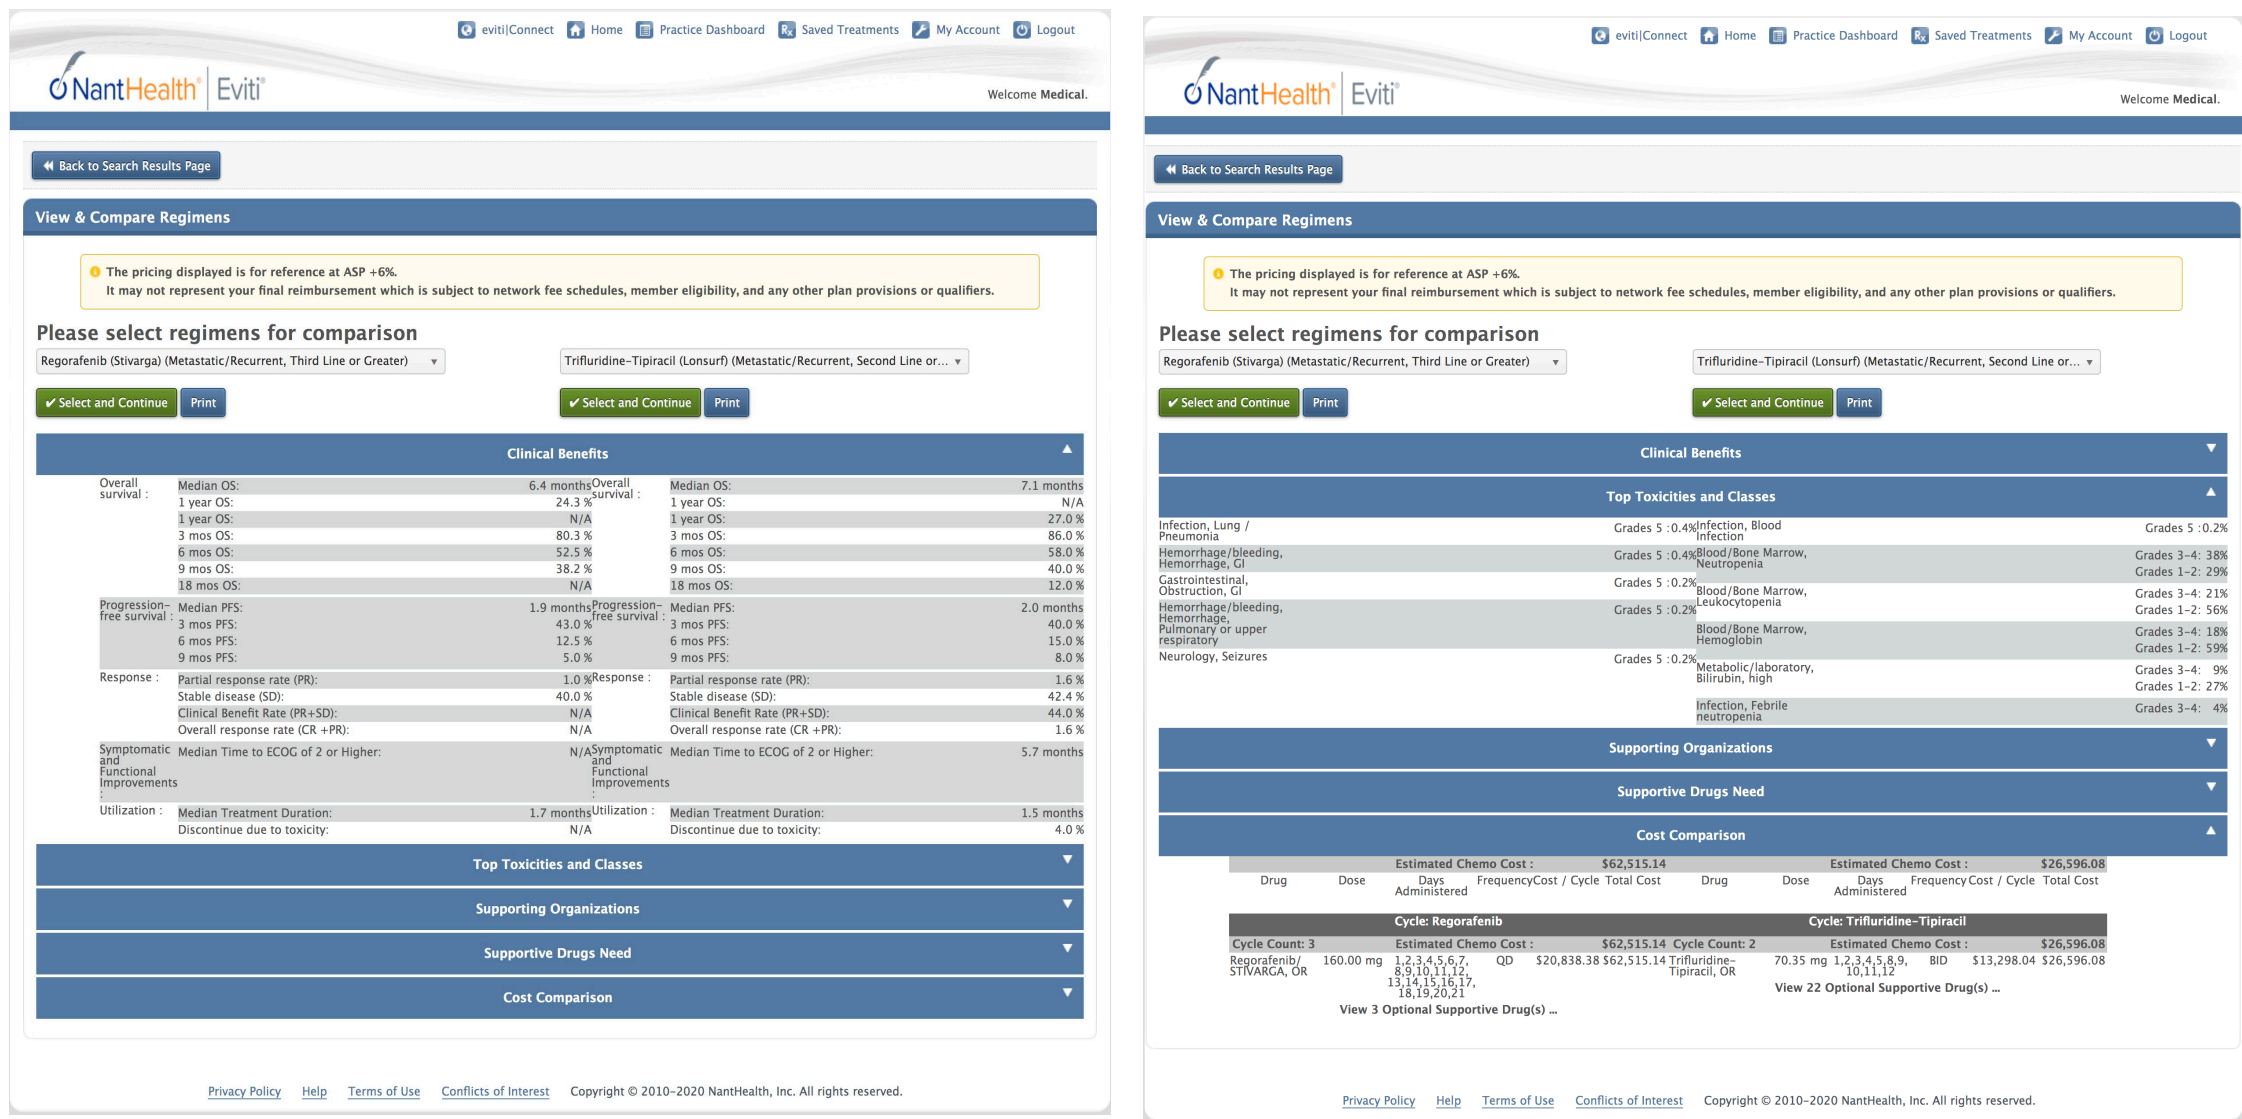 eviti|Connect Home Practice Dashboard Saved Treatments My Account Logout
NantHealth® Eviti®
Welcome Medical.
Back to Search Results Page
View & Compare Regimens
The pricing displayed is for reference at ASP +6%.
It may not represent your final reimbursement which is subject to network fee schedules, member eligibility, and any other plan provisions or qualifiers.
Please select regimens for comparison
Regorafenib (Stivarga) (Metastatic/Recurrent, Third Line or Greater) Trifluridine-Tipiracil (Lonsurf) (Metastatic/Recurrent, Second Line or...
Select and Continue Print Select and Continue Print
Clinical Benefits
Overall survival : Median OS: 6.4 months Overall survival : Median OS: 7.1 months
1 year OS: 24.3 % 1 year OS: N/A
1 year OS: N/A 1 year OS: 27.0 %
3 mos OS: 80.3 % 3 mos OS: 86.0 %
6 mos OS: 52.5 % 6 mos OS: 58.0 %
9 mos OS: 38.2 % 9 mos OS: 40.0 %
18 mos OS: N/A 18 mos OS: 12.0 %
Progression-free survival : Median PFS: 1.9 months Progression-free survival : Median PFS: 2.0 months
3 mos PFS: 43.0 % 3 mos PFS: 40.0 %
6 mos PFS: 12.5 % 6 mos PFS: 15.0 %
9 mos PFS: 5.0 % 9 mos PFS: 8.0 %
Response : Partial response rate (PR): 1.0 % Response : Partial response rate (PR): 1.6 %
Stable disease (SD): 40.0 % Stable disease (SD): 42.4 %
Clinical Benefit Rate (PR+SD): N/A Clinical Benefit Rate (PR+SD): 44.0 %
Overall response rate (CR +PR): N/A Overall response rate (CR +PR): 1.6 %
Symptomatic and Functional Improvements : Median Time to ECOG of 2 or Higher: N/A Symptomatic and Functional Improvements : Median Time to ECOG of 2 or Higher: 5.7 months
Utilization : Median Treatment Duration: 1.7 months Utilization : Median Treatment Duration: 1.5 months
Discontinue due to toxicity: N/A Discontinue due to toxicity: 4.0 %
Top Toxicities and Classes
Supporting Organizations
Supportive Drugs Need
Cost Comparison
Privacy Policy Help Terms of Use Conflicts of Interest Copyright © 2010-2020 NantHealth, Inc. All rights reserved.
eviti|Connect Home Practice Dashboard Rx Saved Treatments My Account Logout
NantHealth® Eviti®
Welcome Medical.
Back to Search Results Page
View & Compare Regimens
The pricing displayed is for reference at ASP +6%.
It may not represent your final reimbursement which is subject to network fee schedules, member eligibility, and any other plan provisions or qualifiers.
Please select regimens for comparison
Regorafenib (Stivarga) (Metastatic/Recurrent, Third Line or Greater) Trifluridine-Tipiracil (Lonsurf) (Metastatic/Recurrent, Second Line or...
Select and Continue Print Select and Continue Print
Clinical Benefits
Top Toxicities and Classes
Infection, Lung / Pneumonia Grades 5 :0.4%
Hemorrhage/bleeding, Hemorrhage, GI Grades 5 :0.4%
Gastrointestinal, Obstruction, GI Grades 5 :0.2%
Hemorrhage/bleeding, Hemorrhage, Pulmonary or upper respiratory Grades 5 :0.2%
Neurology, Seizures Grades 5 :0.2%
Infection, Blood Infection Grades 5 :0.2%
Blood/Bone Marrow, Neutropenia Grades 3-4: 38%
Grades 1-2: 29%
Blood/Bone Marrow, Leukocytopenia Grades 3-4: 21%
Grades 1-2: 56%
Blood/Bone Marrow, Hemoglobin Grades 3-4: 18%
Grades 1-2: 59%
Metabolic/laboratory, Bilirubin, high Grades 3-4: 9%
Grades 1-2: 27%
Infection, Febrile neutropenia Grades 3-4: 4%
Supporting Organizations
Supportive Drugs Need
Cost Comparison
Estimated Chemo Cost : $62,515.14 Estimated Chemo Cost : $26,596.08
Drug Dose Days Administered Frequency Cost / Cycle Total Cost Drug Dose Days Administered Frequency Cost / Cycle Total Cost
Cycle: Regorafenib Cycle: Trifluridine-Tipiracil
Cycle Count: 3 Estimated Chemo Cost : $62,515.14 Cycle Count: 2 Estimated Chemo Cost : $26,596.08
Regorafenib/ STIVARGA, OR 160.00 mg 1,2,3,4,5,6,7, 8,9,10,11,12, 13,14,15,16,17, 18,19,20,21 QD $20,838.38 $62,515.14 Trifluridine-Tipiracil, OR 70.35 mg 1,2,3,4,5,8,9, 10,11,12 BID $13,298.04 $26,596.08
View 3 Optional Supportive Drug(s) ... View 22 Optional Supportive Drug(s) ...
Privacy Policy Help Terms of Use Conflicts of Interest Copyright © 2010-2020 NantHealth, Inc. All rights reserved.